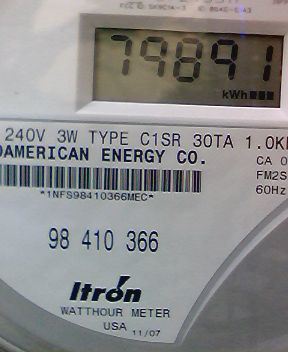 79891
kWh
240V 3W TYPE C1SR 30TA 1.0
AMERICAN ENERGY CO.
CA
FM2S
*1NFS98410366MEC*
60Hz
98 410 366
Itron
WATTHOUR METER
USA 11/07